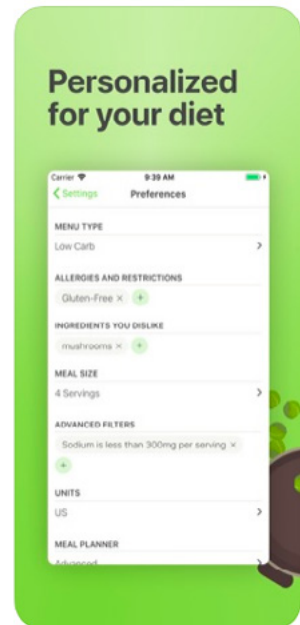 Personalized
for your diet
Carrier 9:39 AM
Settings Preferences
MENU TYPE
Low Carb
ALLERGIES AND RESTRICTIONS
Gluten-Free × +
INGREDIENTS YOU DISLIKE
mushrooms × +
MEAL SIZE
4 Servings
ADVANCED FILTERS
Sodium is less than 300mg per serving ×
+
UNITS
US
MEAL PLANNER
Advanced